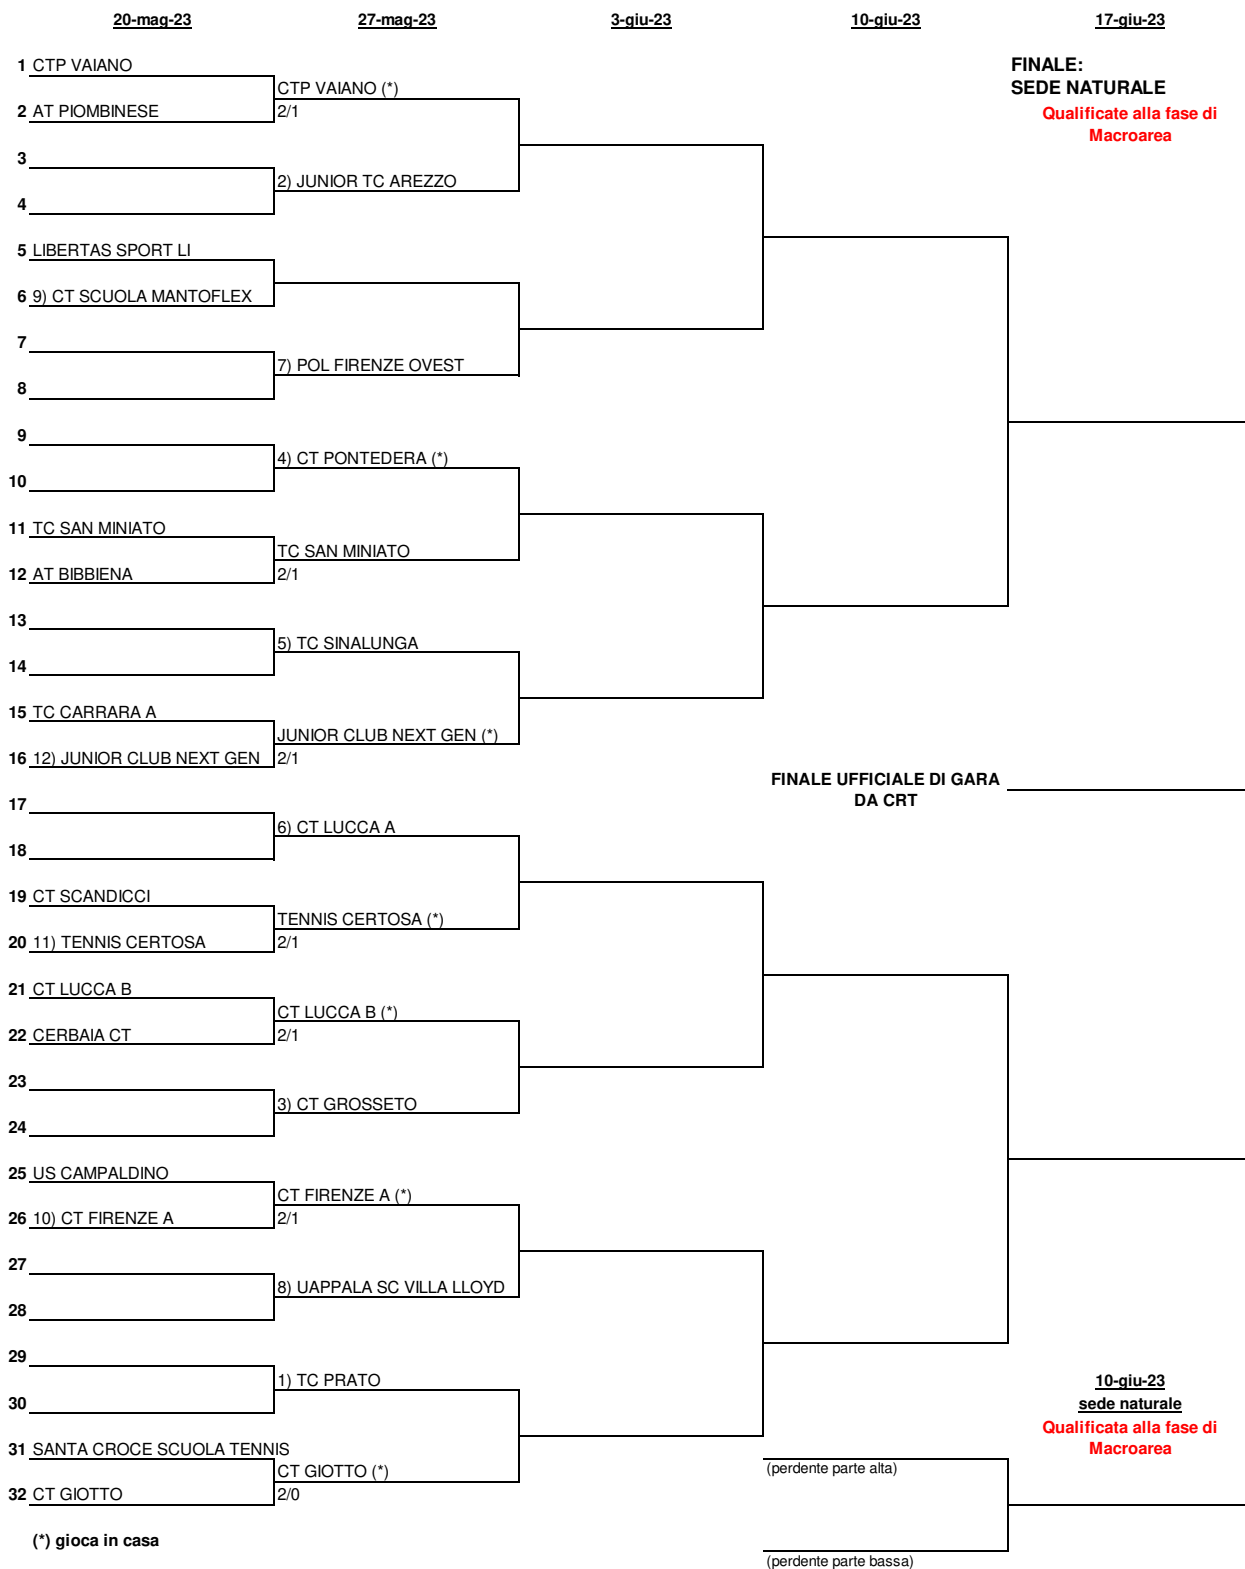 20-mag-23 27-mag-23 3-giu-23 10-giu-23 17-giu-23
1 CTP VAIANO
FINALE:
SEDE NATURALE
CTP VAIANO (*)
2 AT PIOMBINESE
2/1
Qualificate alla fase di
Macroarea
3
2) JUNIOR TC AREZZO
4
5 LIBERTAS SPORT LI
6 9) CT SCUOLA MANTOFLEX
7
7) POL FIRENZE OVEST
8
9
4) CT PONTEDERA (*)
10
11 TC SAN MINIATO
TC SAN MINIATO
12 AT BIBBIENA
2/1
13
5) TC SINALUNGA
14
15 TC CARRARA A
JUNIOR CLUB NEXT GEN (*)
16 12) JUNIOR CLUB NEXT GEN
2/1
FINALE UFFICIALE DI GARA
DA CRT
17
6) CT LUCCA A
18
19 CT SCANDICCI
TENNIS CERTOSA (*)
20 11) TENNIS CERTOSA
2/1
21 CT LUCCA B
CT LUCCA B (*)
22 CERBAIA CT
2/1
23
3) CT GROSSETO
24
25 US CAMPALDINO
CT FIRENZE A (*)
26 10) CT FIRENZE A
2/1
27
8) UAPPALA SC VILLA LLOYD
28
29
1) TC PRATO
30
10-giu-23
sede naturale
Qualificata alla fase di
Macroarea
31 SANTA CROCE SCUOLA TENNIS
CT GIOTTO (*)
(perdente parte alta)
32 CT GIOTTO
2/0
(*) gioca in casa
(perdente parte bassa)